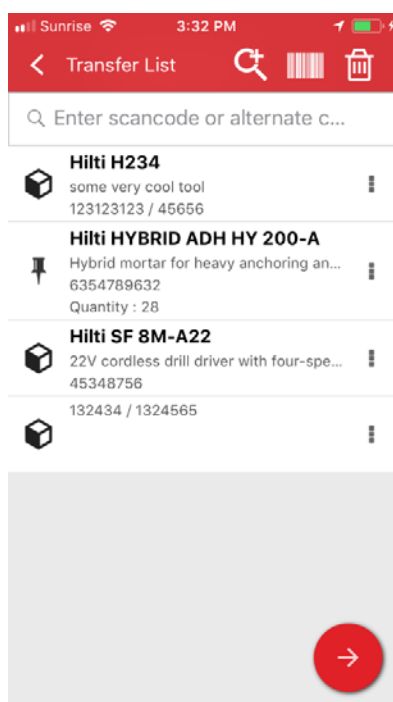 Sunrise 3:32 PM
Transfer List
Enter scancode or alternate c...
Hilti H234
some very cool tool
123123123 / 45656
Hilti HYBRID ADH HY 200-A
Hybrid mortar for heavy anchoring an...
6354789632
Quantity : 28
Hilti SF 8M-A22
22V cordless drill driver with four-spe...
45348756
132434 / 1324565